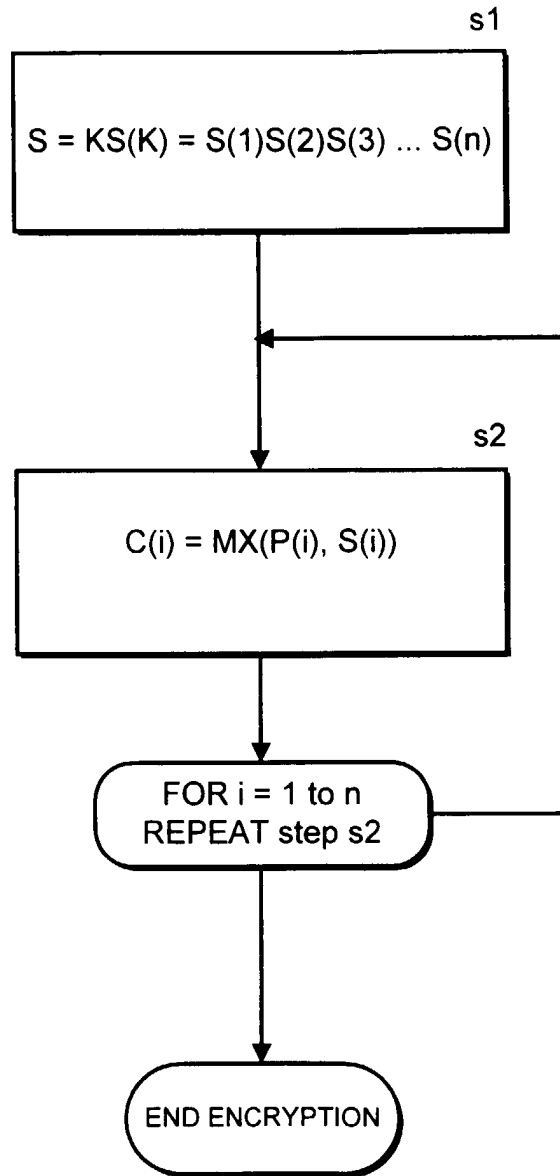 s1
S = KS(K) = S(1)S(2)S(3) ... S(n)
s2
C(i) = MX(P(i), S(i))
FOR i = 1 to n
REPEAT step s2
END ENCRYPTION